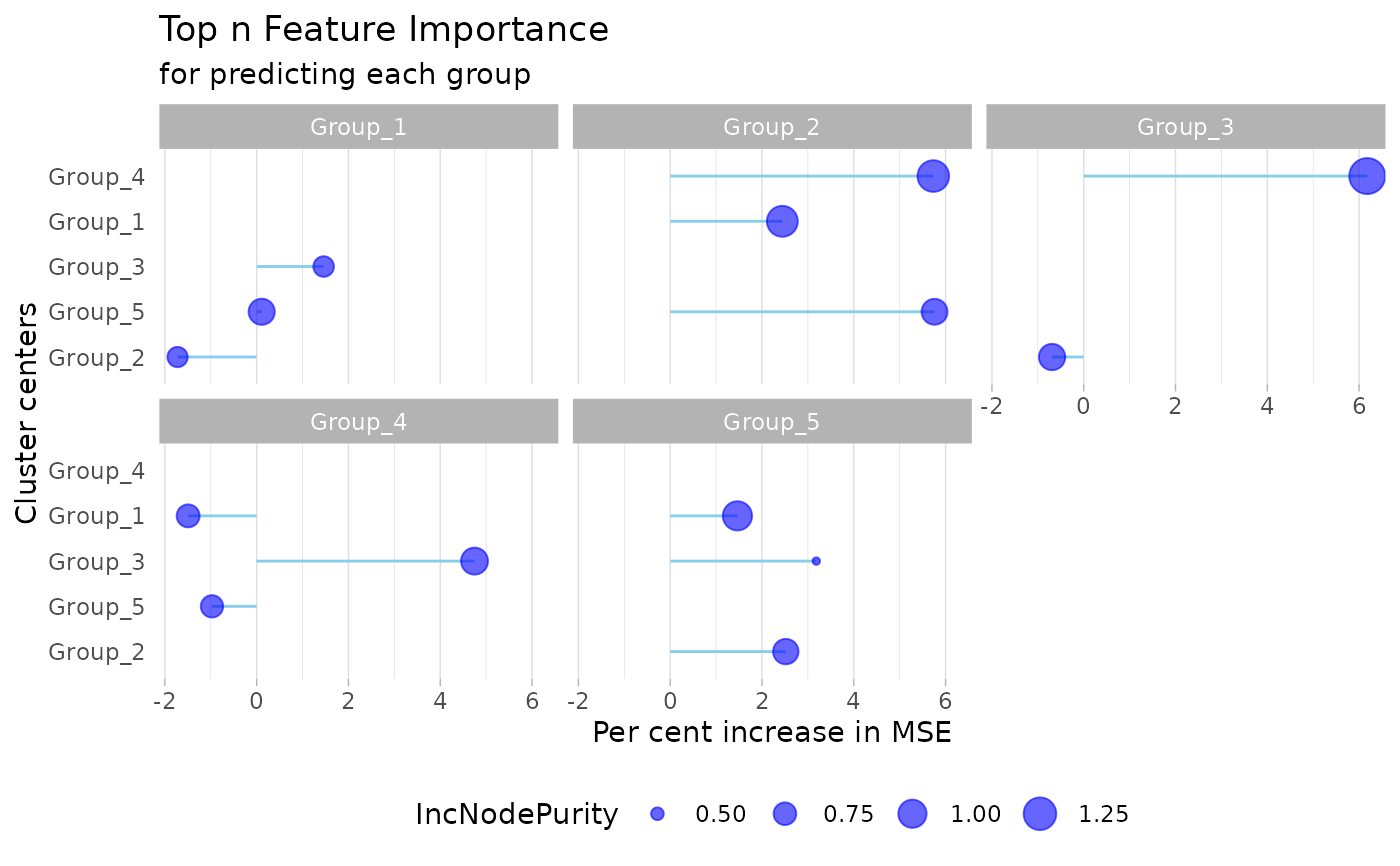 Top n Feature Importance
for predicting each group
Group_1 Group_2 Group_3
Group_4
Group_1
Group_3
Group_5
Group_2
-2 0 2 4 6
Group_4 Group_5
Group_4
Group_1
Group_3
Group_5
Group_2
-2 0 2 4 6 -2 0 2 4 6
Cluster centers
Per cent increase in MSE
IncNodePurity 0.50 0.75 1.00 1.25